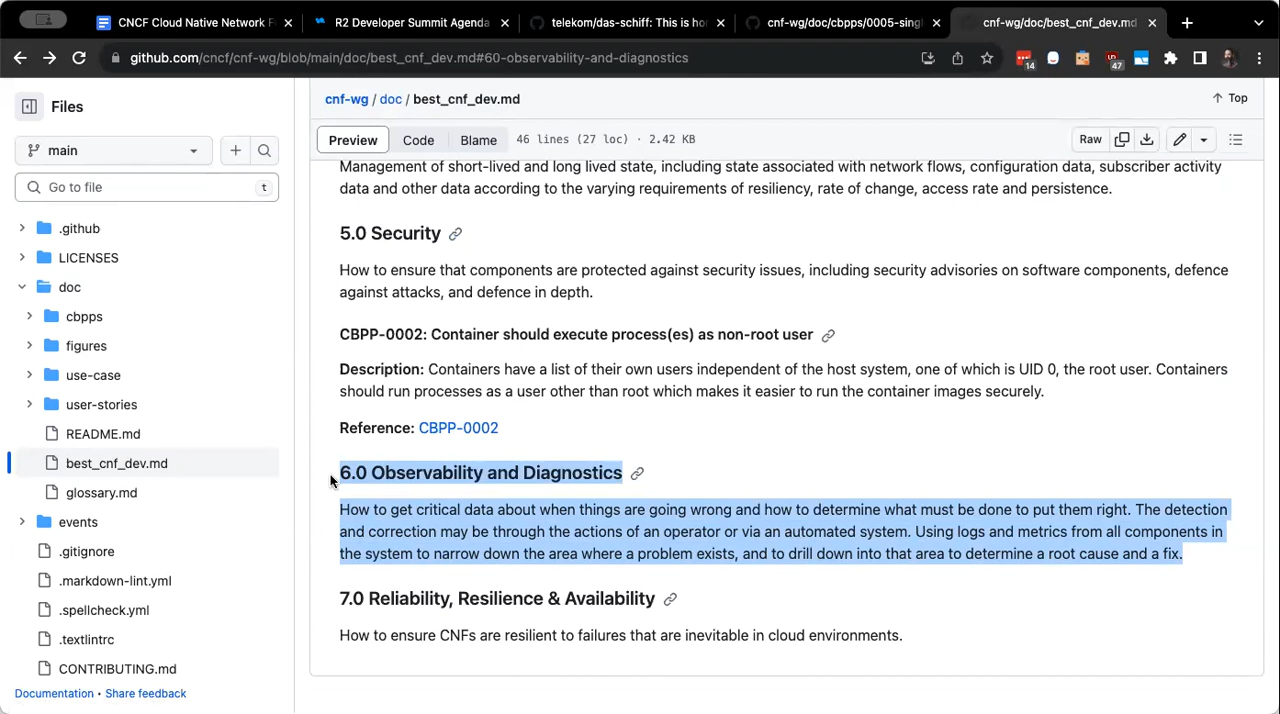 CNCF Cloud Native Network F
R2 Developer Summit Agenda
telekom/das-schiff: This is ho
cnf-wg/doc/cbpps/0005-singl
cnf-wg/doc/best_cnf_dev.md
github.com/cncf/cnf-wg/blob/main/doc/best_cnf_dev.md#60-observability-and-diagnostics
14
47
Files
main
Go to file
t
.github
LICENSES
doc
cbpps
figures
use-case
user-stories
README.md
best_cnf_dev.md
glossary.md
events
.gitignore
.markdown-lint.yml
.spellcheck.yml
.textlintrc
CONTRIBUTING.md
Documentation • Share feedback
cnf-wg / doc / best_cnf_dev.md
Top
Preview
Code
Blame
46 lines (27 loc) · 2.42 KB
Raw
Management of short-lived and long lived state, including state associated with network flows, configuration data, subscriber activity
data and other data according to the varying requirements of resiliency, rate of change, access rate and persistence.
5.0 Security
How to ensure that components are protected against security issues, including security advisories on software components, defence
against attacks, and defence in depth.
CBPP-0002: Container should execute process(es) as non-root user
Description: Containers have a list of their own users independent of the host system, one of which is UID 0, the root user. Containers
should run processes as a user other than root which makes it easier to run the container images securely.
Reference: CBPP-0002
6.0 Observability and Diagnostics
How to get critical data about when things are going wrong and how to determine what must be done to put them right. The detection
and correction may be through the actions of an operator or via an automated system. Using logs and metrics from all components in
the system to narrow down the area where a problem exists, and to drill down into that area to determine a root cause and a fix.
7.0 Reliability, Resilience & Availability
How to ensure CNFs are resilient to failures that are inevitable in cloud environments.